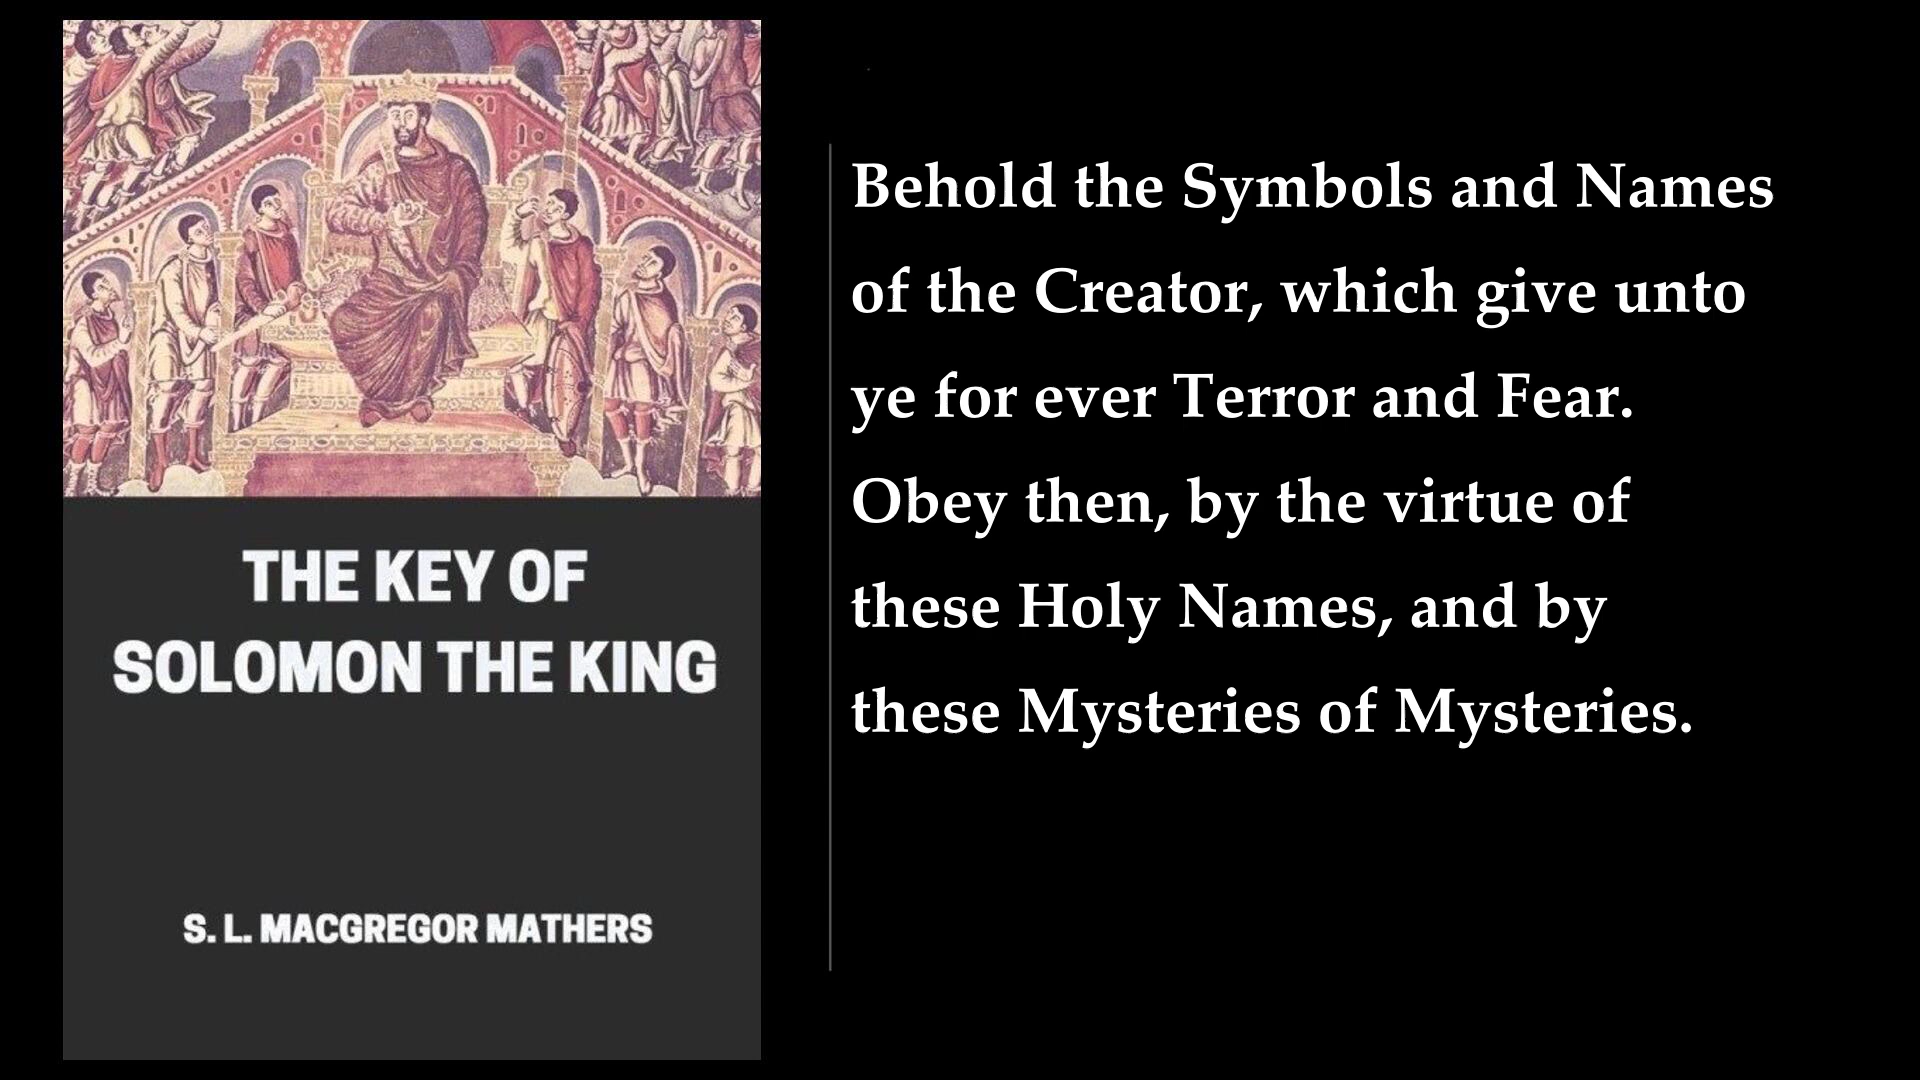 THE KEY OF
SOLOMON THE KING
S. L. MACGREGOR MATHERS
Behold the Symbols and Names
of the Creator, which give unto
ye for ever Terror and Fear.
Obey then, by the virtue of
these Holy Names, and by
these Mysteries of Mysteries.